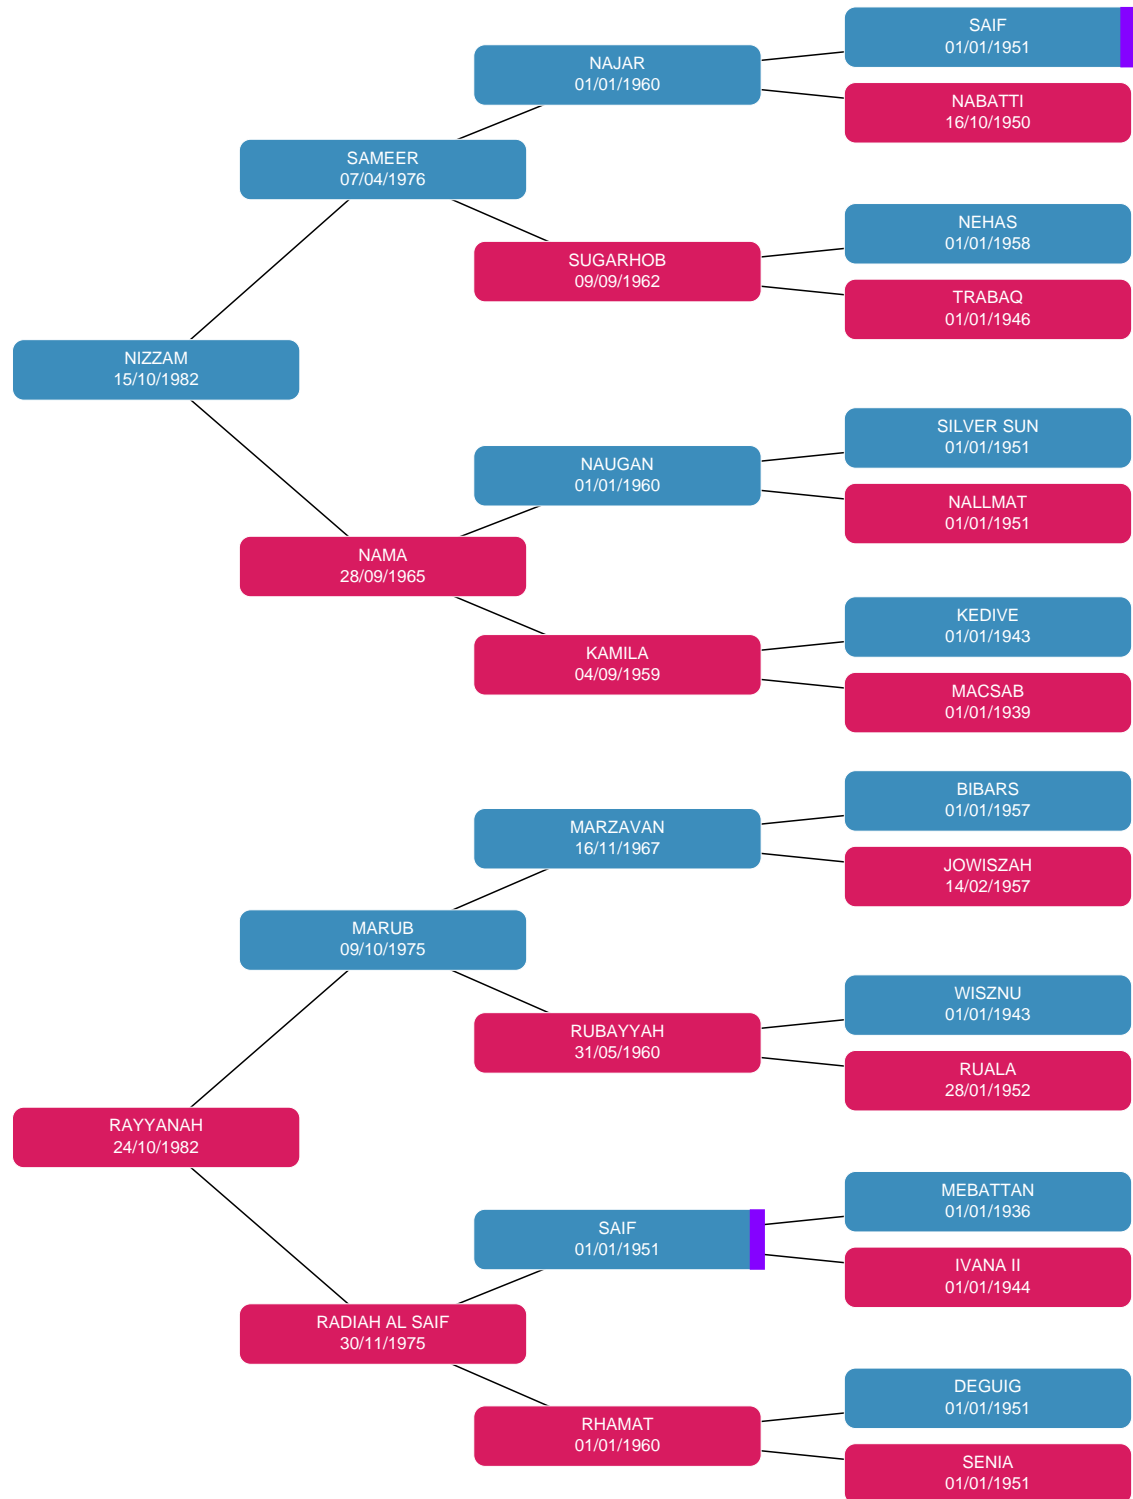 SAIF
01/01/1951
NAJAR
01/01/1960
NABATTI
16/10/1950
SAMEER
07/04/1976
NEHAS
01/01/1958
SUGARHOB
09/09/1962
TRABAQ
01/01/1946
NIZZAM
15/10/1982
SILVER SUN
01/01/1951
NAUGAN
01/01/1960
NALLMAT
01/01/1951
NAMA
28/09/1965
KEDIVE
01/01/1943
KAMILA
04/09/1959
MACSAB
01/01/1939
BIBARS
01/01/1957
MARZAVAN
16/11/1967
JOWISZAH
14/02/1957
MARUB
09/10/1975
WISZNU
01/01/1943
RUBAYYAH
31/05/1960
RUALA
28/01/1952
RAYYANAH
24/10/1982
MEBATTAN
01/01/1936
SAIF
01/01/1951
IVANA II
01/01/1944
RADIAH AL SAIF
30/11/1975
DEGUIG
01/01/1951
RHAMAT
01/01/1960
SENIA
01/01/1951